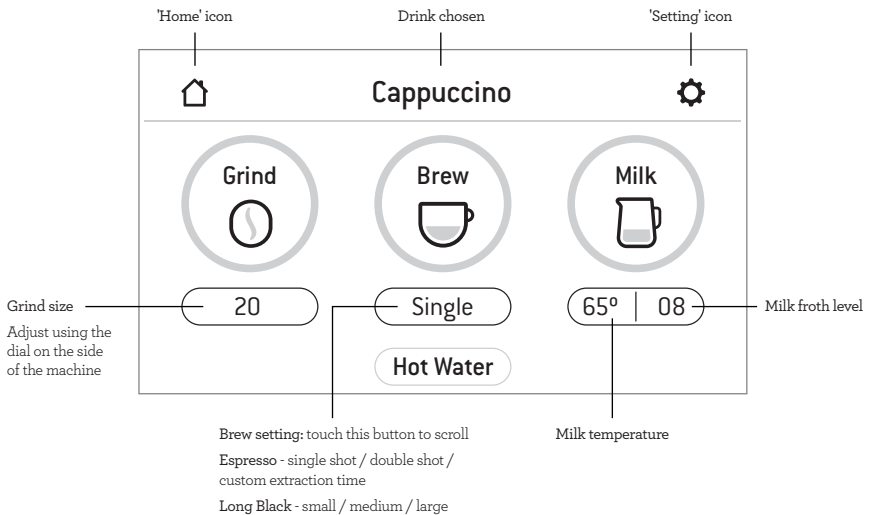 'Home' icon
Drink chosen
'Setting' icon
Cappuccino
Grind
Brew
Milk
Grind size
20
Single
65º
08
Milk froth level
Adjust using the
dial on the side
of the machine
Hot Water
Brew setting: touch this button to scroll
Espresso - single shot / double shot /
custom extraction time
Long Black - small / medium / large
Milk temperature